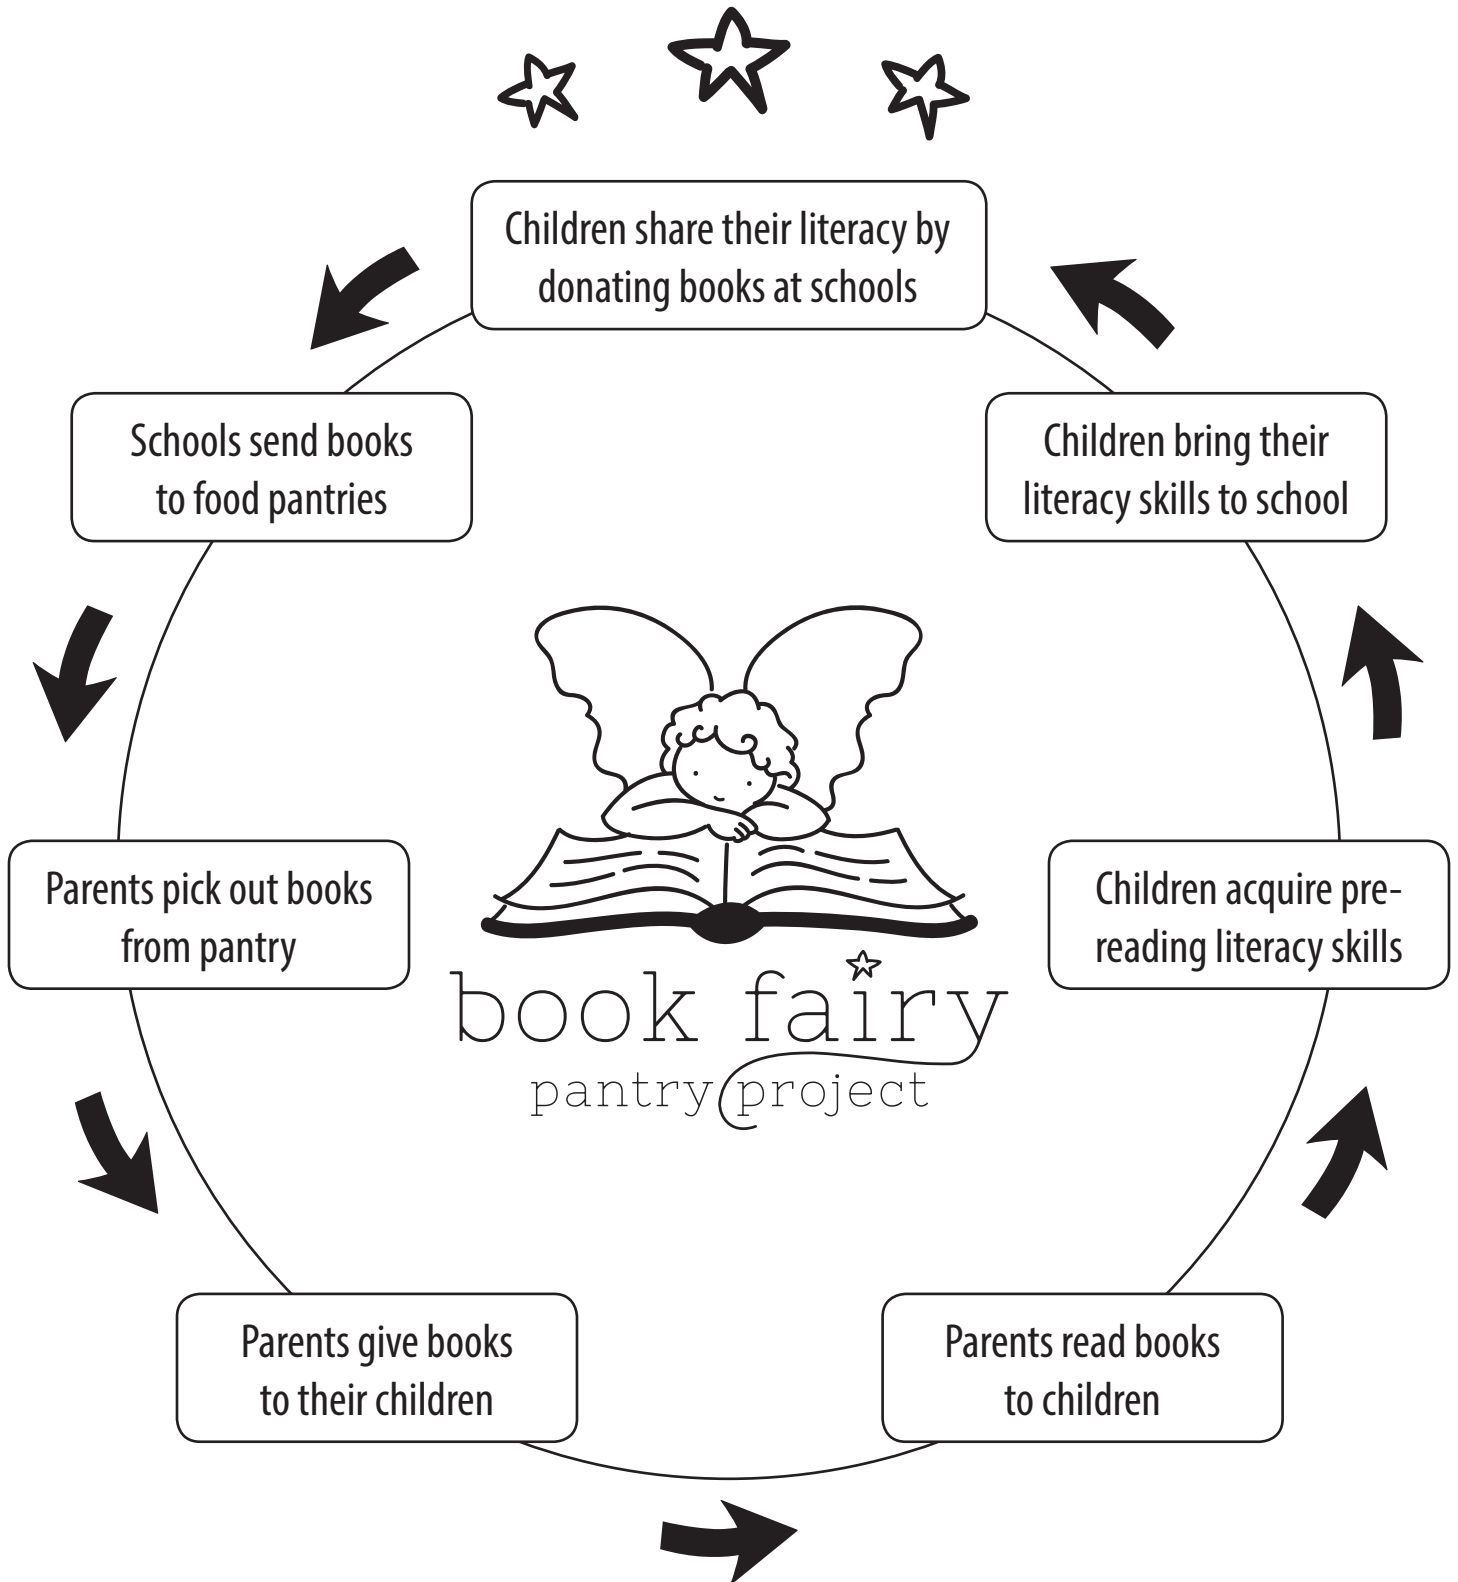 Children share their literacy by
donating books at schools
Schools send books
to food pantries
Children bring their
literacy skills to school
Parents pick out books
from pantry
Children acquire pre-
reading literacy skills
book fairy
pantry project
Parents give books
to their children
Parents read books
to children